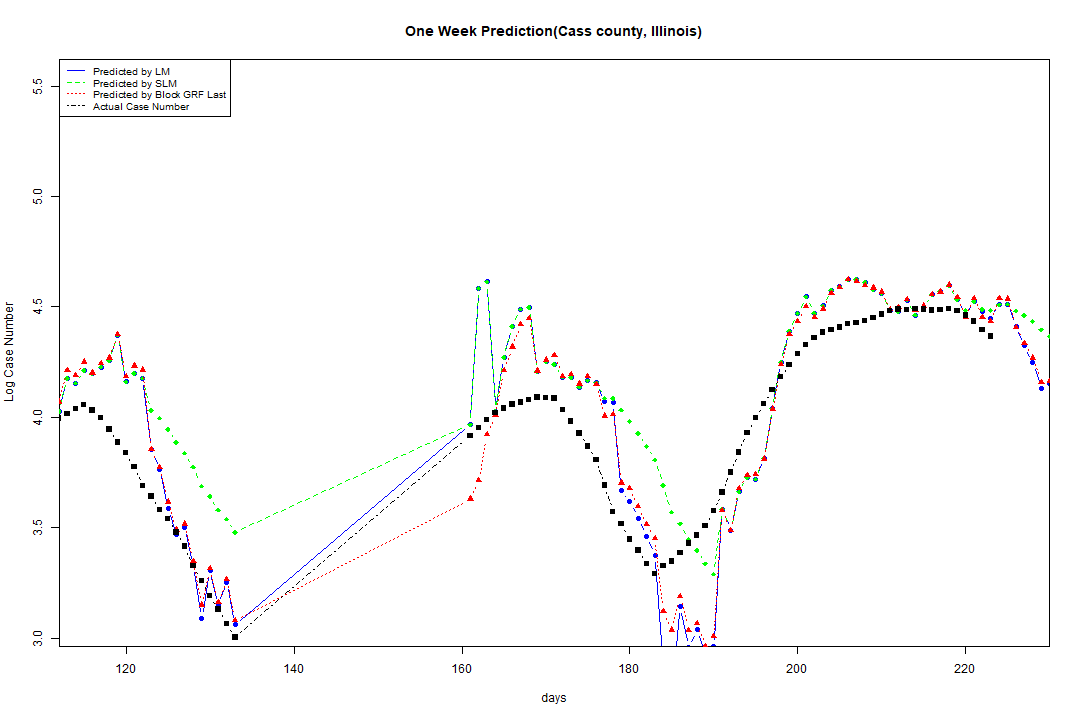 One Week Prediction(Cass county, Illinois)
Predicted by LM
Predicted by SLM
Predicted by Block GRF Last
Actual Case Number
5.5
5.0
4.5
4.0
3.5
3.0
Log Case Number
120 140 160 180 200 220
days